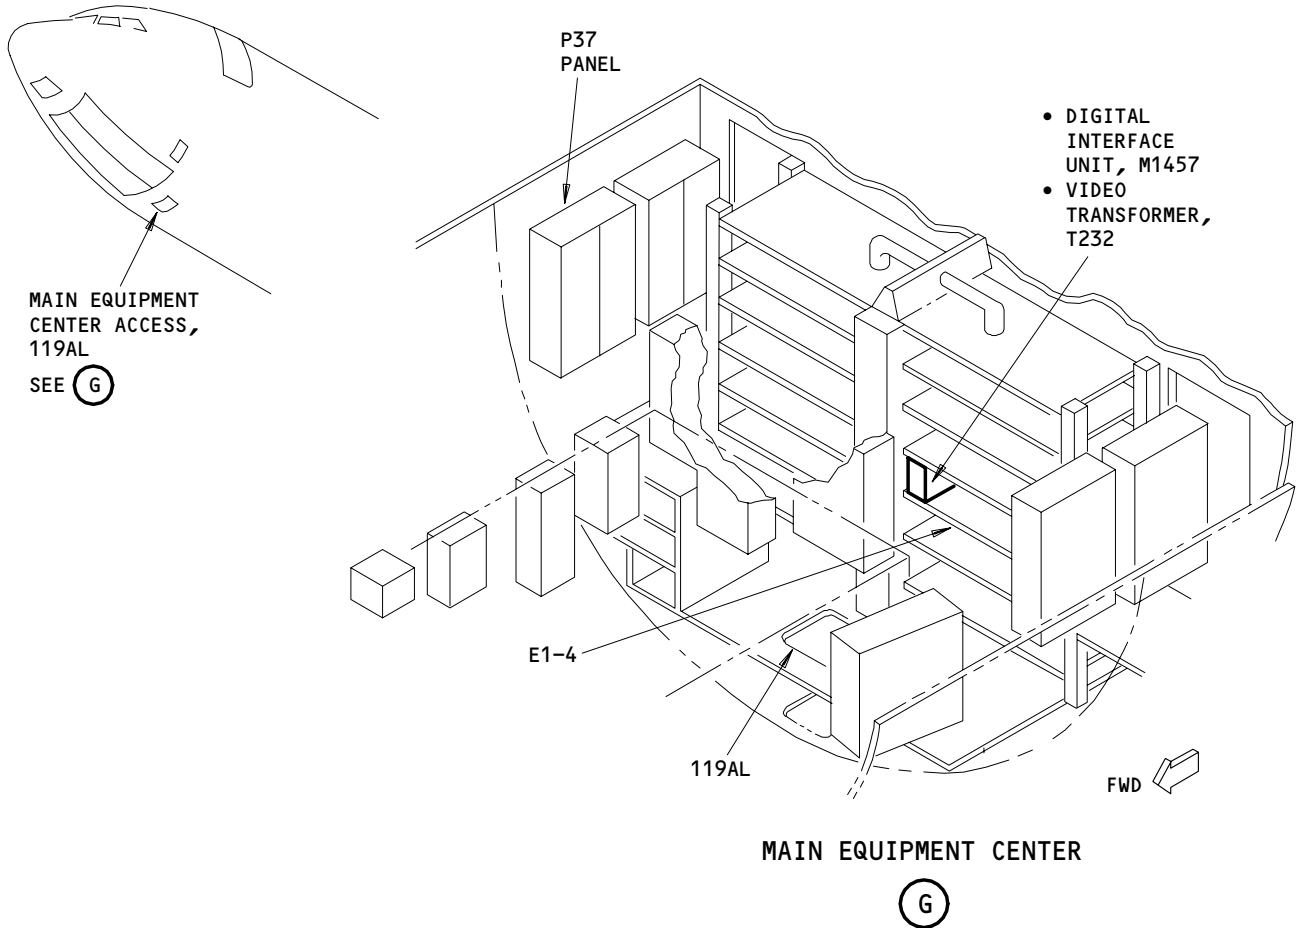 P37
PANEL
• DIGITAL
INTERFACE
UNIT, M1457
• VIDEO
TRANSFORMER,
T232
MAIN EQUIPMENT
CENTER ACCESS,
119AL
SEE G
E1-4
119AL
FWD
MAIN EQUIPMENT CENTER
G